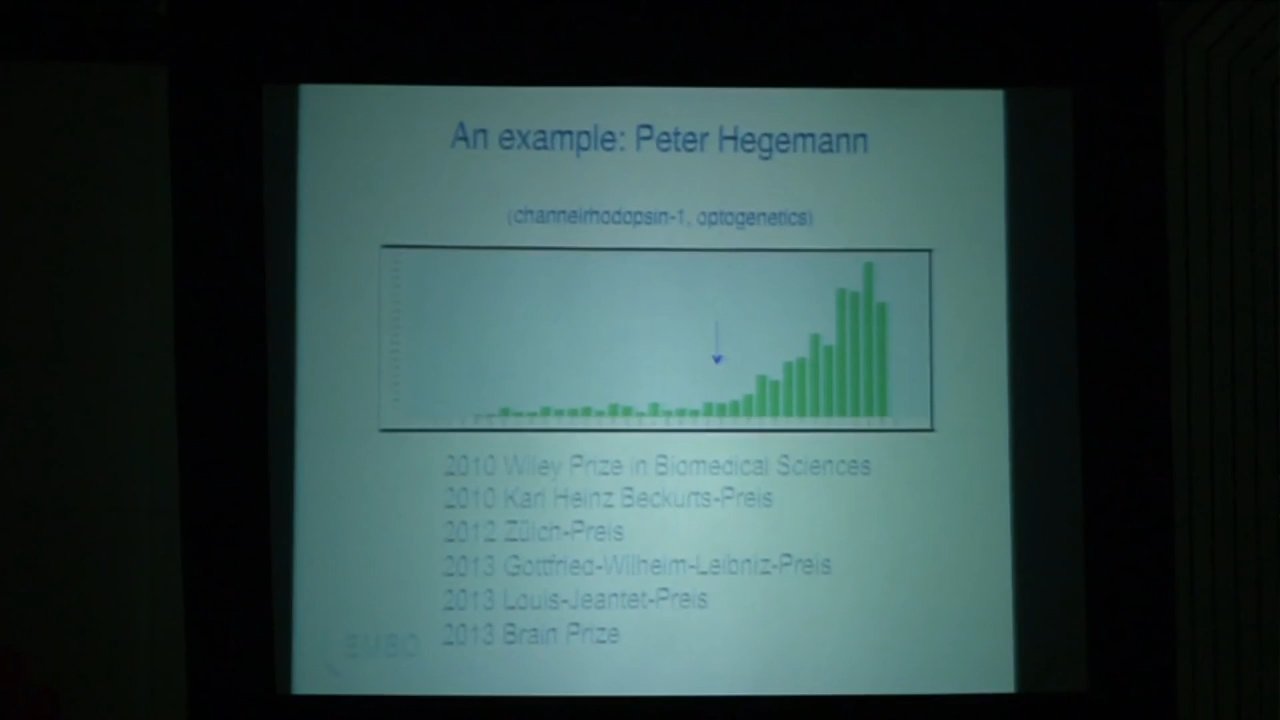 An example: Peter Hegemann
(channelrhodopsin-1, optogenetics)
2010 Wiley Prize in Biomedical Sciences
2010 Karl Heinz Beckurts-Preis
2012 Zülch-Preis
2013 Gottfried-Wilhelm-Leibniz-Preis
2013 Louis-Jeantet-Preis
2013 Brain Prize
EMBO